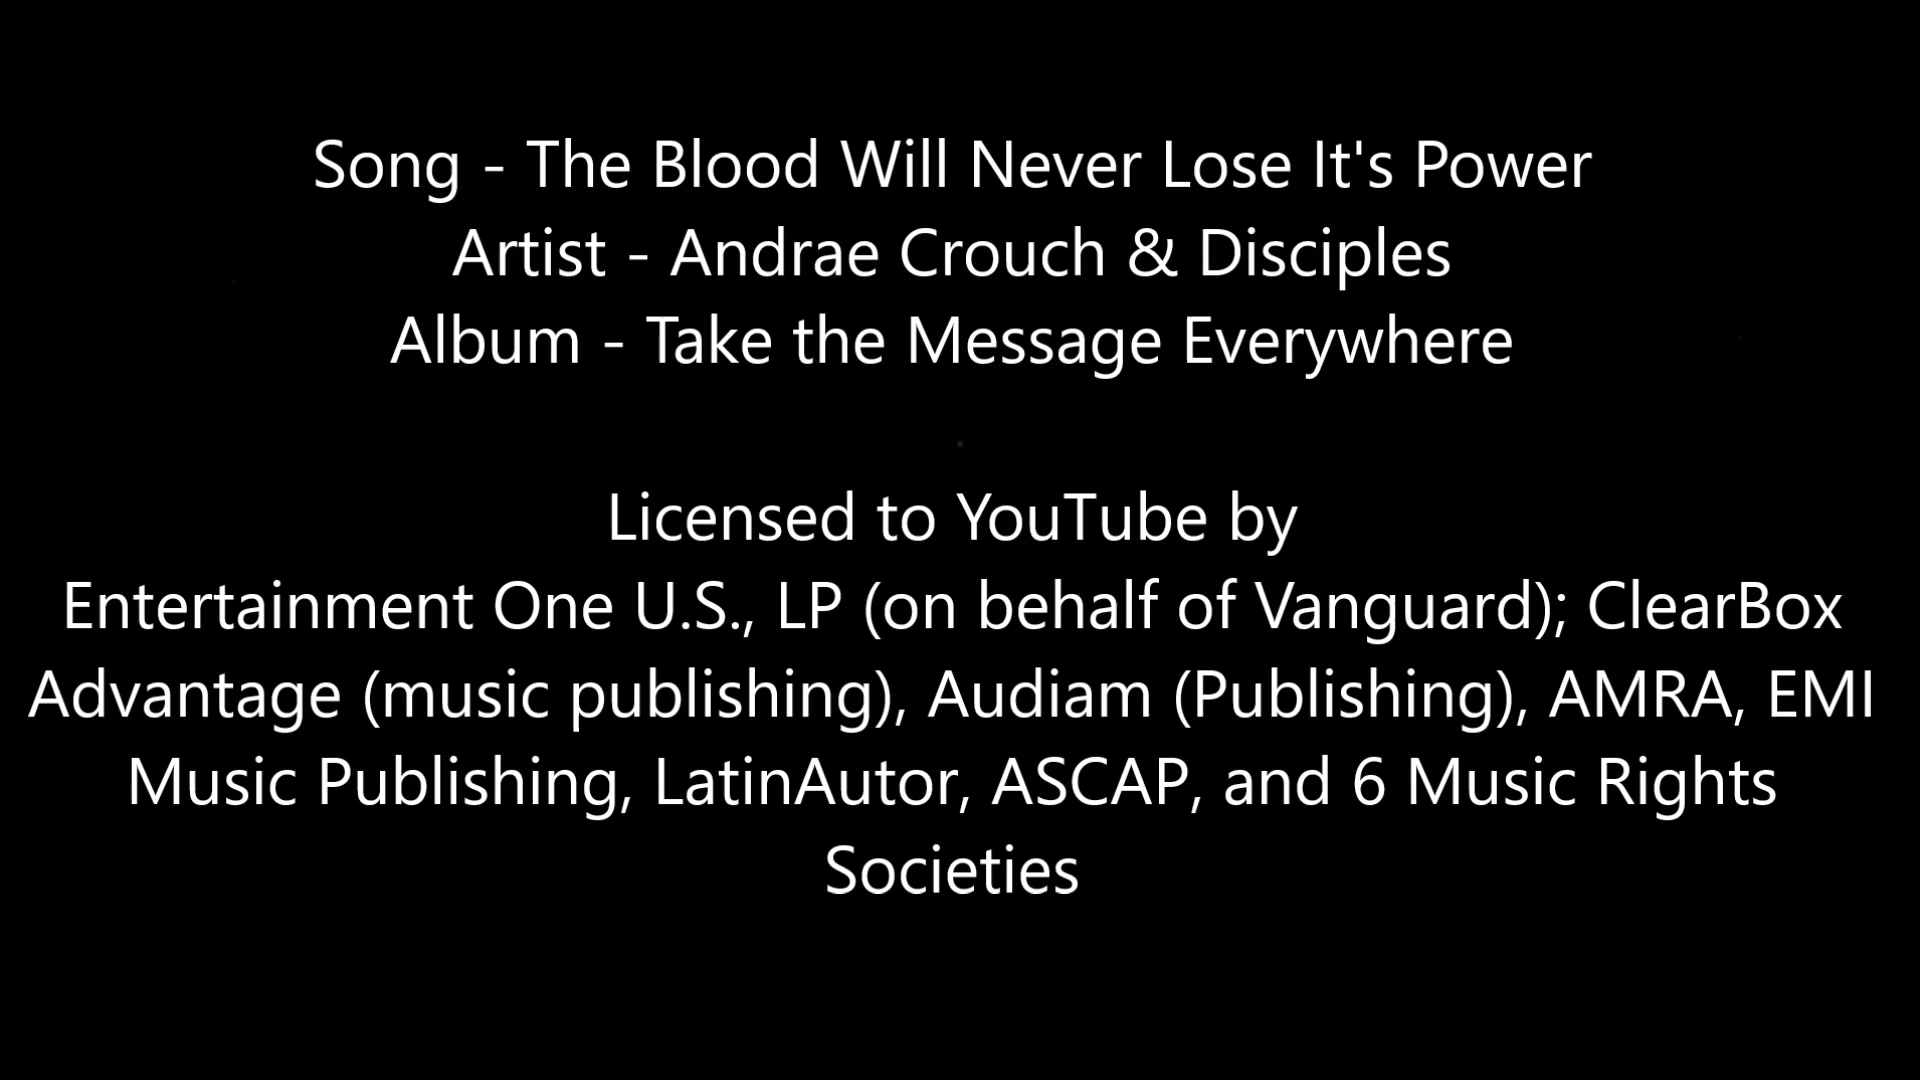 Song - The Blood Will Never Lose It's Power
Artist - Andrae Crouch & Disciples
Album - Take the Message Everywhere
Licensed to YouTube by
Entertainment One U.S., LP (on behalf of Vanguard); ClearBox
Advantage (music publishing), Audiam (Publishing), AMRA, EMI
Music Publishing, LatinAutor, ASCAP, and 6 Music Rights
Societies